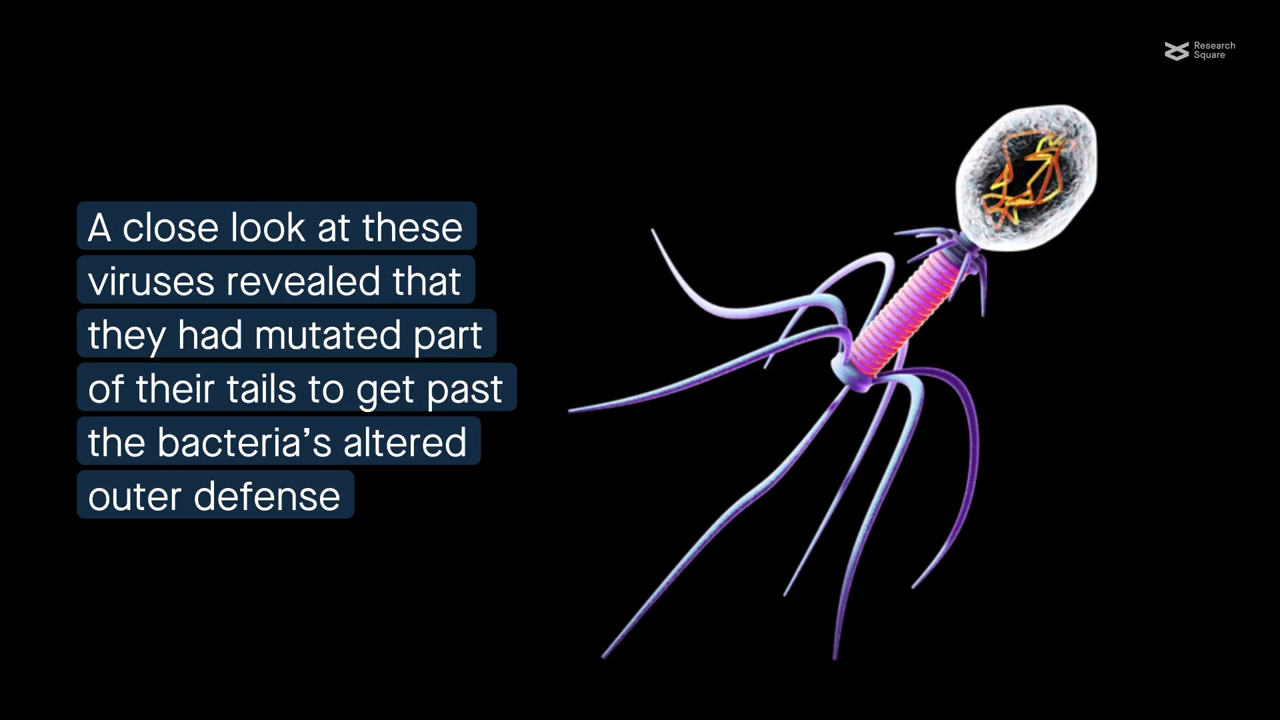 Research
Square
A close look at these
viruses revealed that
they had mutated part
of their tails to get past
the bacteria’s altered
outer defense